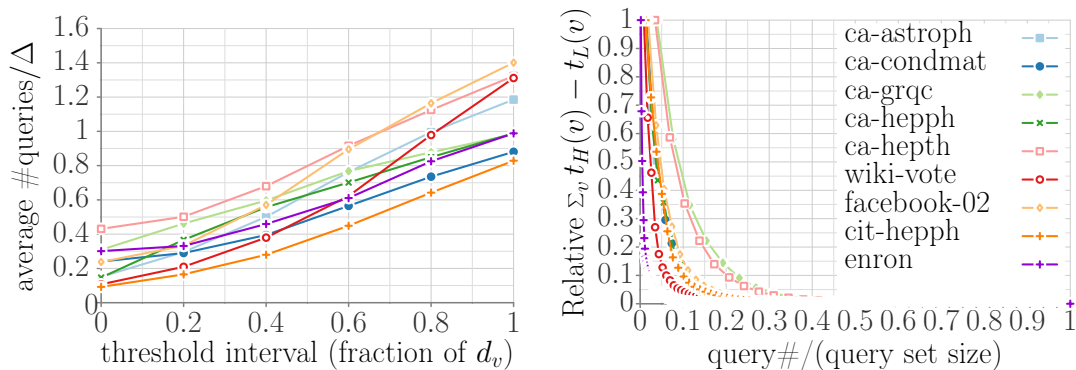 1.6
1.4
1.2
1
0.8
0.6
0.4
0.2
0
average #queries/Δ
0 0.2 0.4 0.6 0.8 1
threshold interval (fraction of d_v)
1
0.9
0.8
0.7
0.6
0.5
0.4
0.3
0.2
0.1
0
Relative Σ_v t_H(v) − t_L(v)
0 0.1 0.2 0.3 0.4 0.5 0.6 0.7 0.8 0.9 1
query#/(query set size)
ca-astroph
ca-condmat
ca-grqc
ca-hepph
ca-hepth
wiki-vote
facebook-02
cit-hepph
enron